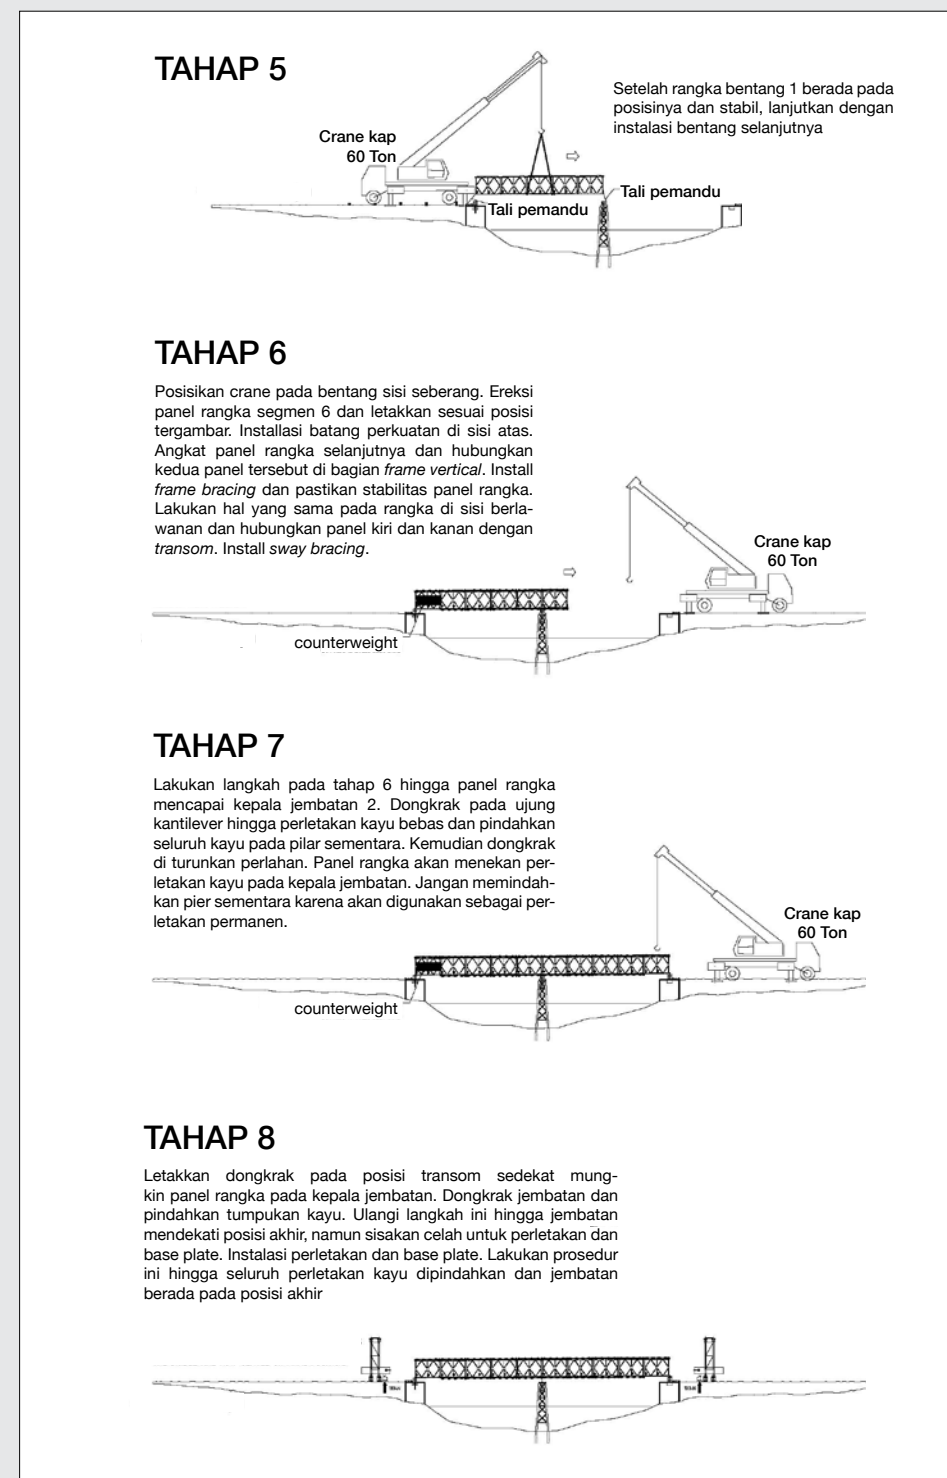 TAHAP 5
Setelah rangka bentang 1 berada pada
posisinya dan stabil, lanjutkan dengan
instalasi bentang selanjutnya
Crane kap
60 Ton
Tali pemandu
Tali pemandu
TAHAP 6
Posisikan crane pada bentang sisi seberang. Ereksi
panel rangka segmen 6 dan letakkan sesuai posisi
tergambar. Installasi batang perkuatan di sisi atas.
Angkat panel rangka selanjutnya dan hubungkan
kedua panel tersebut di bagian frame vertical. Install
frame bracing dan pastikan stabilitas panel rangka.
Lakukan hal yang sama pada rangka di sisi berla-
wanan dan hubungkan panel kiri dan kanan dengan
transom. Install sway bracing.
Crane kap
60 Ton
counterweight
TAHAP 7
Lakukan langkah pada tahap 6 hingga panel rangka
mencapai kepala jembatan 2. Dongkrak pada ujung
kantilever hingga perletakan kayu bebas dan pindahkan
seluruh kayu pada pilar sementara. Kemudian dongkrak
di turunkan perlahan. Panel rangka akan menekan per-
letakan kayu pada kepala jembatan. Jangan memindah-
kan pier sementara karena akan digunakan sebagai per-
letakan permanen.
Crane kap
60 Ton
counterweight
TAHAP 8
Letakkan dongkrak pada posisi transom sedekat mung-
kin panel rangka pada kepala jembatan. Dongkrak jembatan dan
pindahkan tumpukan kayu. Ulangi langkah ini hingga jembatan
mendekati posisi akhir, namun sisakan celah untuk perletakan dan
base plate. Instalasi perletakan dan base plate. Lakukan prosedur
ini hingga seluruh perletakan kayu dipindahkan dan jembatan
berada pada posisi akhir